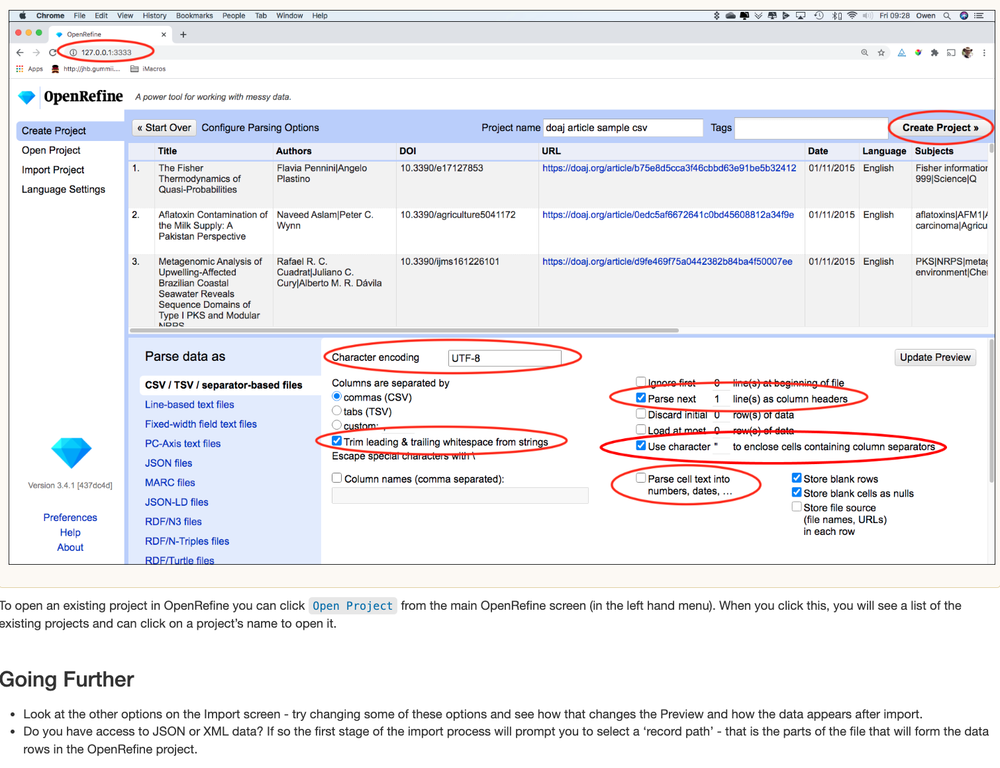 Chrome File Edit View History Bookmarks People Tab Window Help Fri 09:28 Owen
OpenRefine
127.0.0.1:3333
Apps http://jhb.gummii.... iMacros
OpenRefine A power tool for working with messy data.
Create Project
Open Project
Import Project
Language Settings
« Start Over Configure Parsing Options Project name doaj article sample csv Tags Create Project »
Title Authors DOI URL Date Language Subjects
1. The Fisher Thermodynamics of Quasi-Probabilities Flavia Pennini|Angelo Plastino 10.3390/e17127853 https://doaj.org/article/b75e8d5cca3f46cbbd63e91be5b32412 01/11/2015 English Fisher information 999|Science|Q
2. Aflatoxin Contamination of the Milk Supply: A Pakistan Perspective Naveed Aslam|Peter C. Wynn 10.3390/agriculture5041172 https://doaj.org/article/0edc5af6672641c0bd45608812a34f9e 01/11/2015 English aflatoxins|AFM1|A carcinoma|Agricu
3. Metagenomic Analysis of Upwelling-Affected Brazilian Coastal Seawater Reveals Sequence Domains of Type I PKS and Modular NRPS Rafael R. C. Cuadrat|Juliano C. Cury|Alberto M. R. Dávila 10.3390/ijms161226101 https://doaj.org/article/d9fe469f75a0442382b84ba4f50007ee 01/11/2015 English PKS|NRPS|metag environment|Cher
Parse data as
CSV / TSV / separator-based files
Line-based text files
Fixed-width field text files
PC-Axis text files
JSON files
MARC files
JSON-LD files
RDF/N3 files
RDF/N-Triples files
RDF/Turtle files
Version 3.4.1 [437dc4d]
Preferences
Help
About
Character encoding UTF-8
Update Preview
Columns are separated by
commas (CSV)
tabs (TSV)
custom: ,
Trim leading & trailing whitespace from strings
Escape special characters with \
Column names (comma separated):
Ignore first 0 line(s) at beginning of file
Parse next 1 line(s) as column headers
Discard initial 0 row(s) of data
Load at most 0 row(s) of data
Use character " to enclose cells containing column separators
Parse cell text into
numbers, dates, ...
Store blank rows
Store blank cells as nulls
Store file source
(file names, URLs)
in each row
To open an existing project in OpenRefine you can click Open Project from the main OpenRefine screen (in the left hand menu). When you click this, you will see a list of the
existing projects and can click on a project’s name to open it.
Going Further
• Look at the other options on the Import screen - try changing some of these options and see how that changes the Preview and how the data appears after import.
• Do you have access to JSON or XML data? If so the first stage of the import process will prompt you to select a ‘record path’ - that is the parts of the file that will form the data
rows in the OpenRefine project.